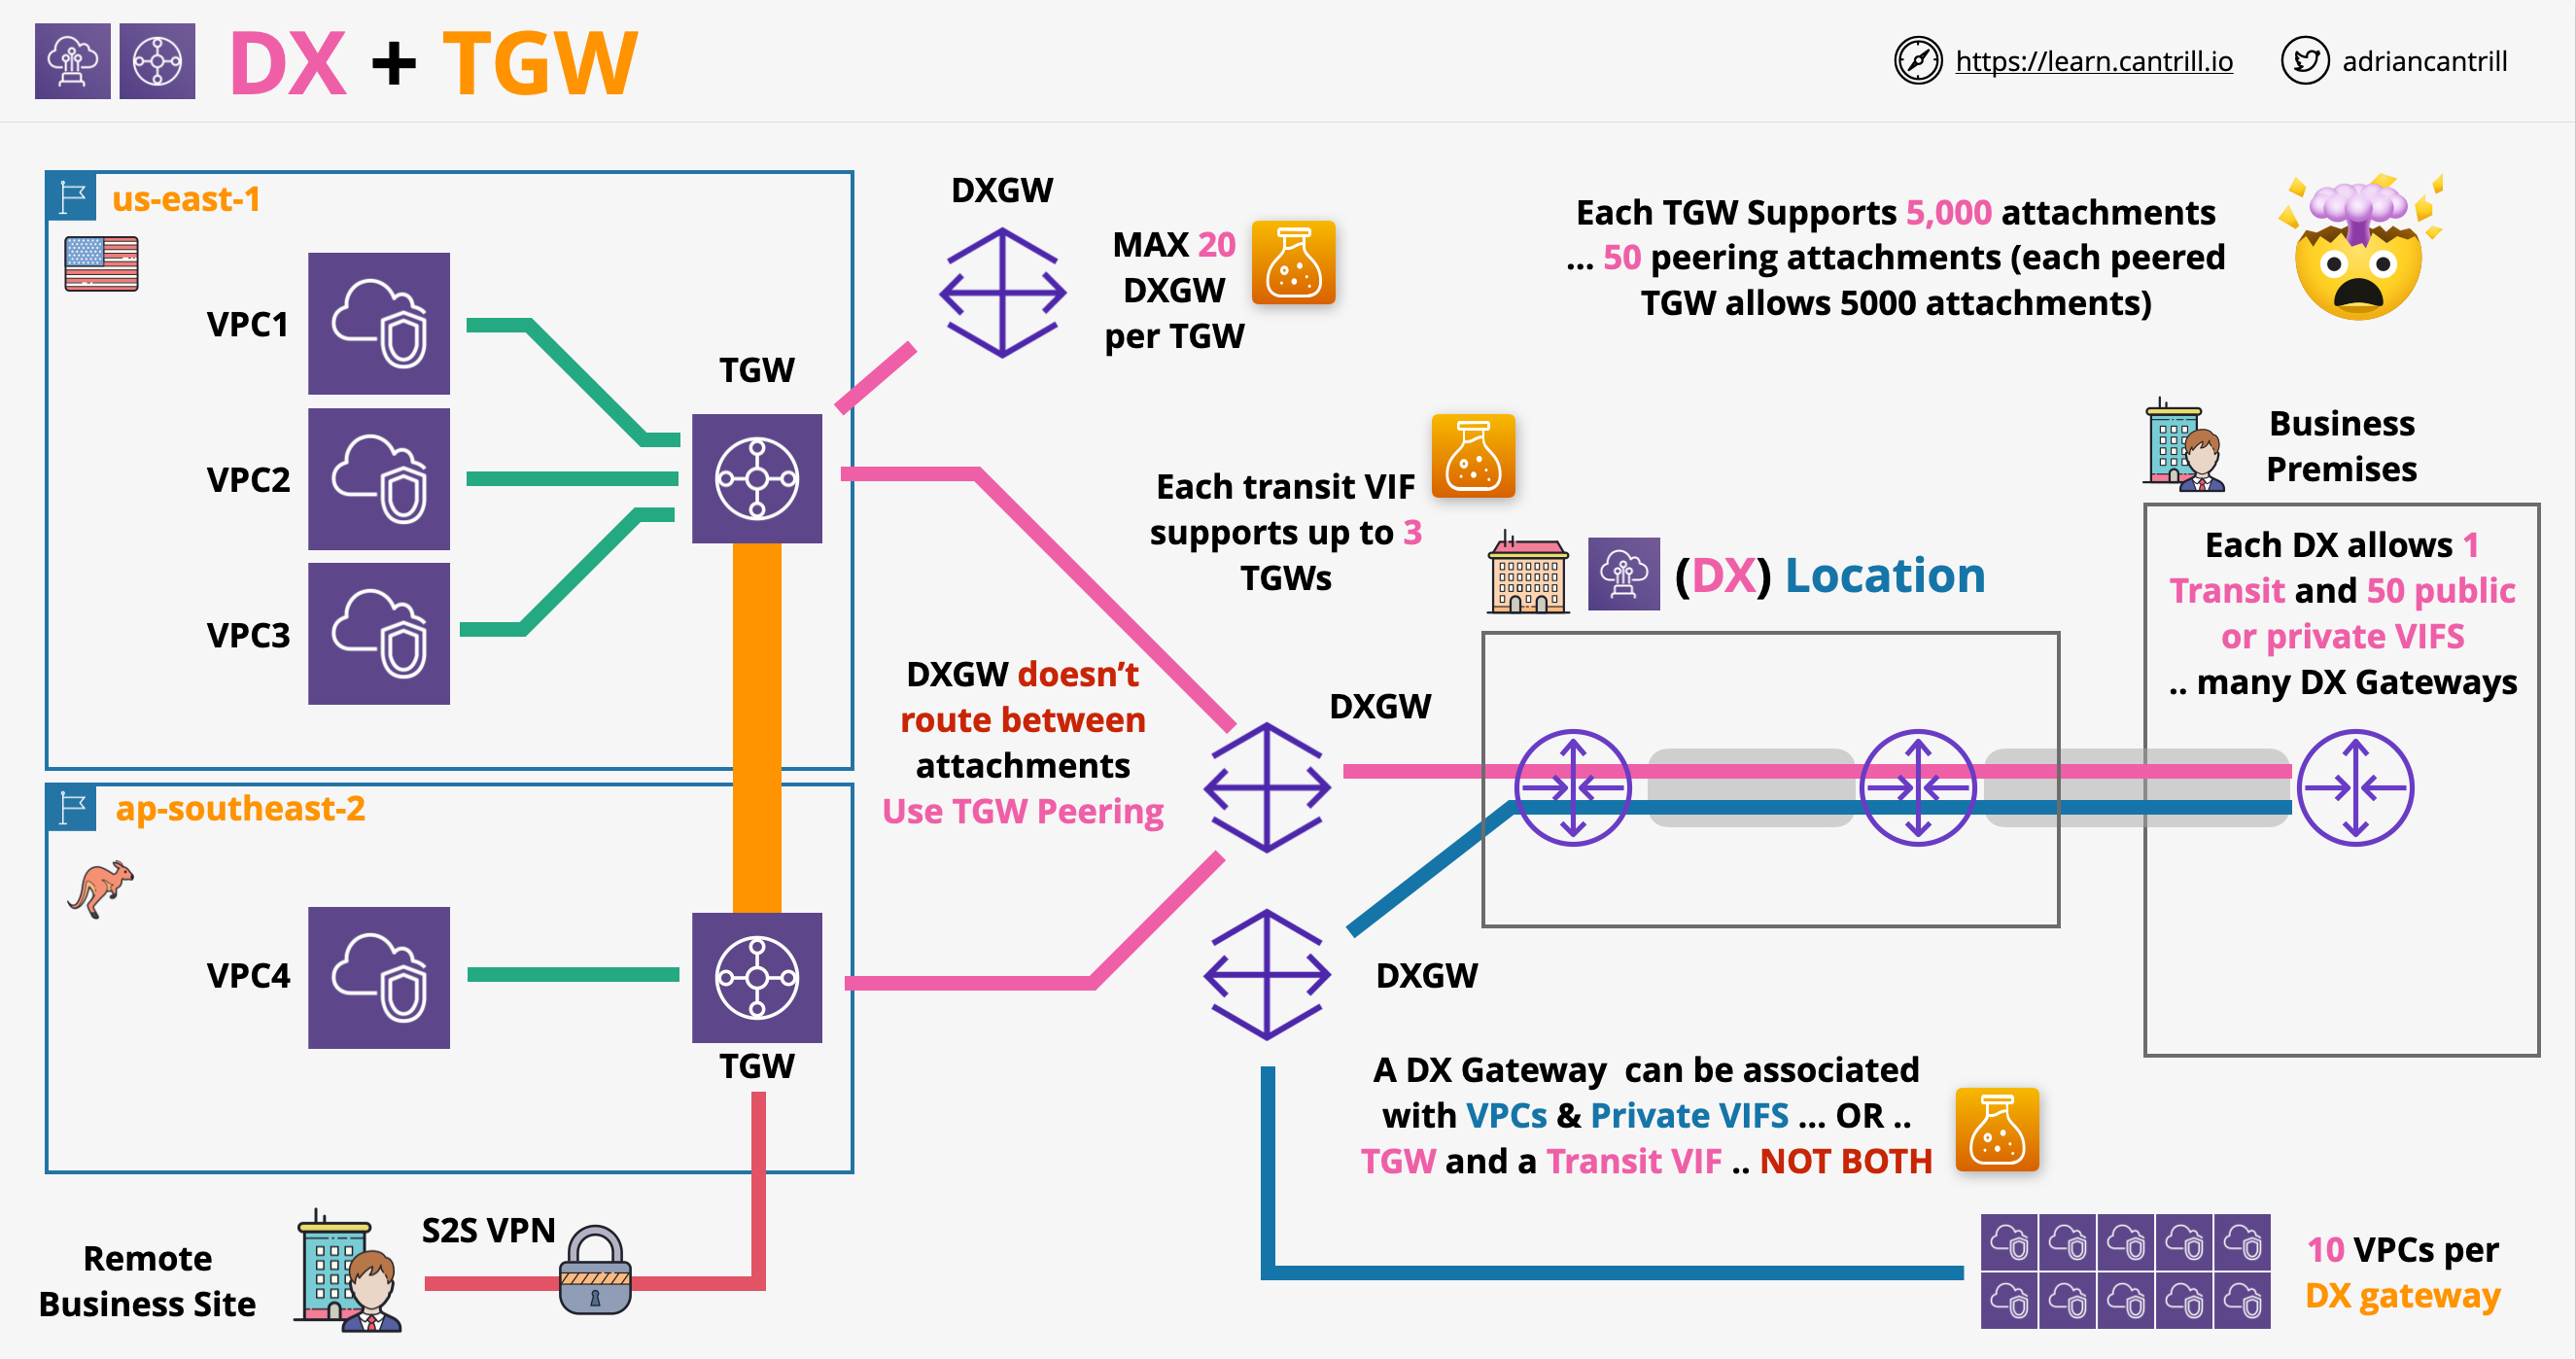 DX + TGW
https://learn.cantrill.io
adriancantrill
us-east-1
VPC1
VPC2
VPC3
TGW
DXGW
MAX 20
DXGW
per TGW
Each TGW Supports 5,000 attachments
... 50 peering attachments (each peered
TGW allows 5000 attachments)
Each transit VIF
supports up to 3
TGWs
Business
Premises
(DX) Location
Each DX allows 1
Transit and 50 public
or private VIFS
.. many DX Gateways
DXGW doesn't
route between
attachments
Use TGW Peering
DXGW
ap-southeast-2
VPC4
TGW
DXGW
A DX Gateway  can be associated
with VPCs & Private VIFS ... OR ..
TGW and a Transit VIF .. NOT BOTH
Remote
Business Site
S2S VPN
10 VPCs per
DX gateway